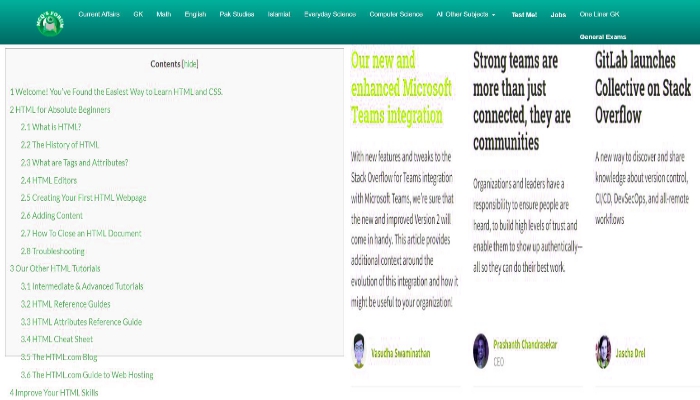 Current Affairs GK Math English Pak Studies Islamiat Everyday Science Computer Science All Other Subjects Test Me! Jobs One Liner GK
General Exams
Contents [hide]
1 Welcome! You've Found the Easiest Way to Learn HTML and CSS.
2 HTML for Absolute Beginners
2.1 What is HTML?
2.2 The History of HTML
2.3 What are Tags and Attributes?
2.4 HTML Editors
2.5 Creating Your First HTML Webpage
2.6 Adding Content
2.7 How To Close an HTML Document
2.8 Troubleshooting
3 Our Other HTML Tutorials
3.1 Intermediate & Advanced Tutorials
3.2 HTML Reference Guides
3.3 HTML Attributes Reference Guide
3.4 HTML Cheat Sheet
3.5 The HTML.com Blog
3.6 The HTML.com Guide to Web Hosting
4 Improve Your HTML Skills
Our new and
enhanced Microsoft
Teams integration
With new features and tweaks to the
Stack Overflow for Teams integration
with Microsoft Teams, we're sure that
the new and improved Version 2 will
come in handy. This article provides
additional context around the
evolution of this integration and how it
might be useful to your organization!
Vasudha Swaminathan
Strong teams are
more than just
connected, they are
communities
Organizations and leaders have a
responsibility to ensure people are
heard, to build high levels of trust and
enable them to show up authentically—
all so they can do their best work.
Prashanth Chandrasekar
CEO
GitLab launches
Collective on Stack
Overflow
A new way to discover and share
knowledge about version control,
CI/CD, DevSecOps, and all-remote
workflows
Jascha Drel